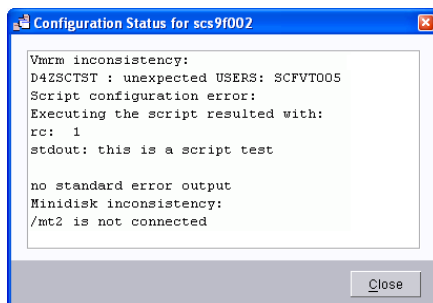 Configuration Status for scs9f002
Vmrm inconsistency:
D4ZSCTST : unexpected USERS: SCFVT005
Script configuration error:
Executing the script resulted with:
rc:  1
stdout: this is a script test
no standard error output
Minidisk inconsistency:
/mt2 is not connected
Close